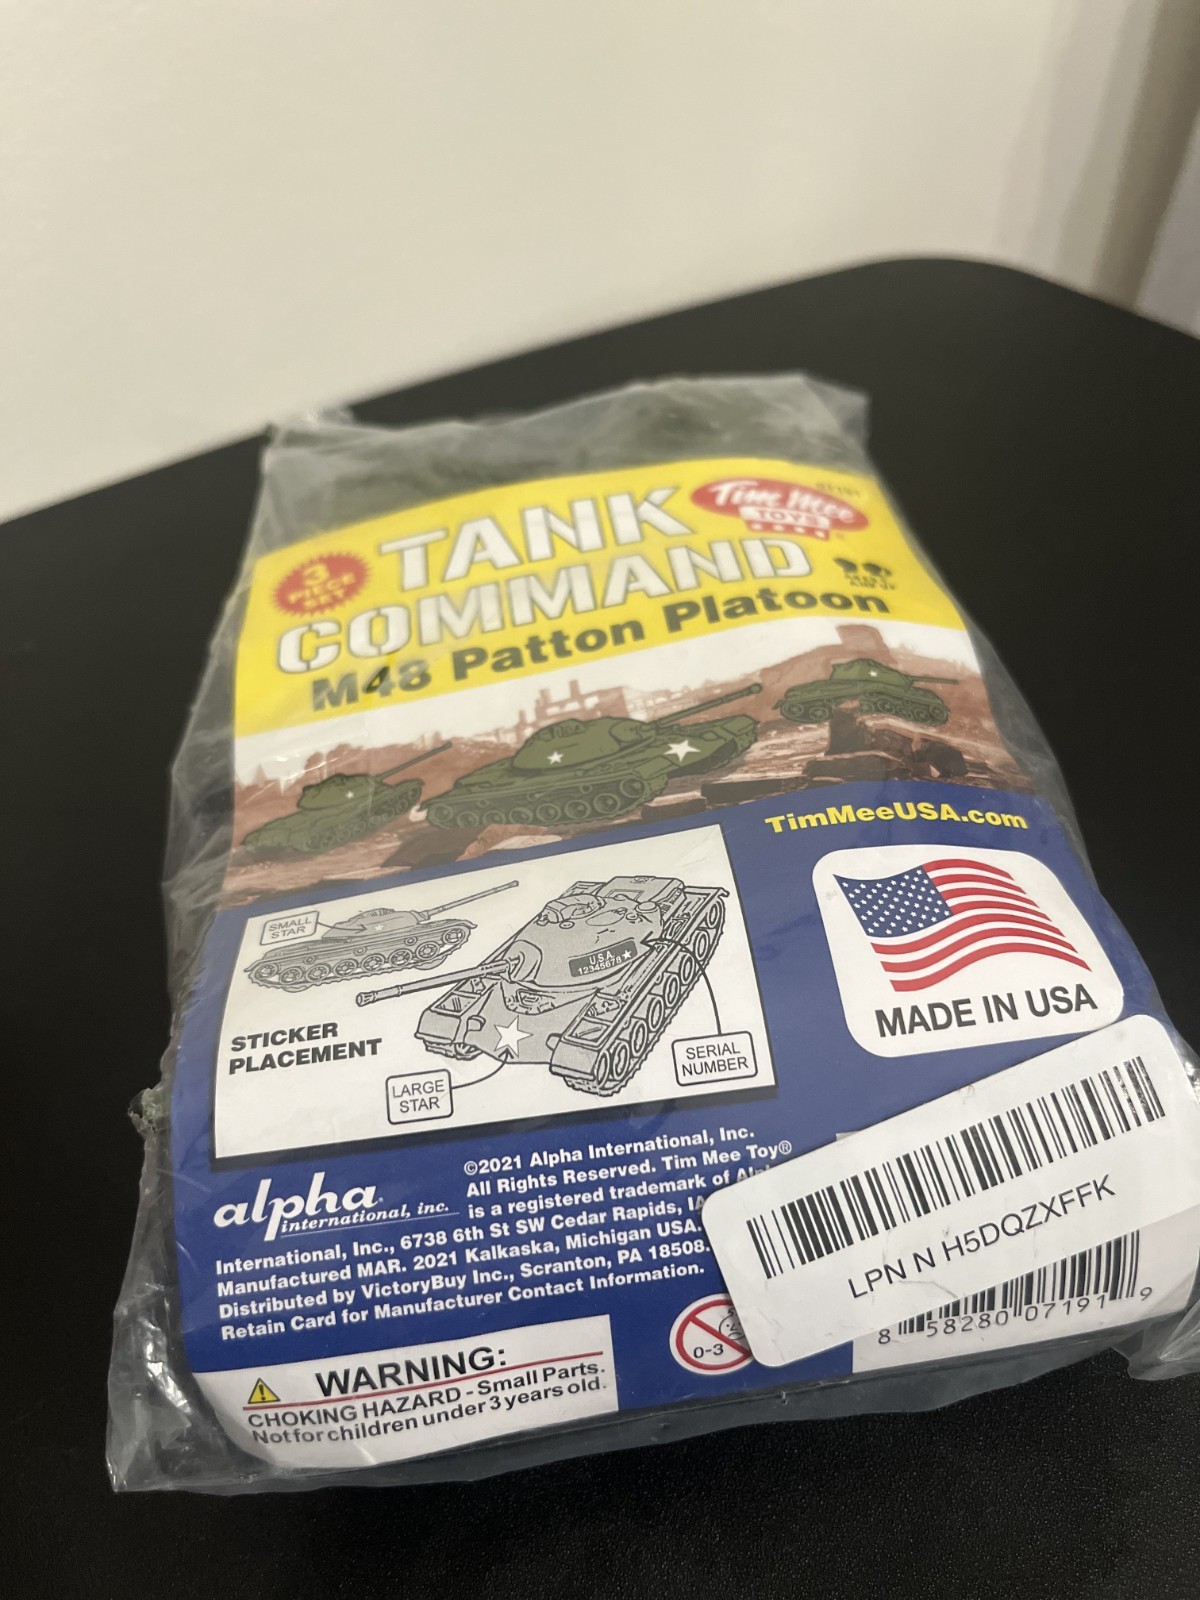 Tim Mee
TOYS
3
PIECE
SET
TANK
COMMAND
M48 Patton Platoon
TimMeeUSA.com
SMALL
STAR
U.S.A.
12345678
STICKER
PLACEMENT
LARGE
STAR
SERIAL
NUMBER
MADE IN USA
alpha
international, inc.
©2021 Alpha International, Inc.
All Rights Reserved. Tim Mee Toy®
is a registered trademark of
International, Inc., 6738 6th St SW Cedar Rapids,
Manufactured MAR. 2021 Kalkaska, Michigan USA.
Distributed by VictoryBuy Inc., Scranton, PA 18508.
Retain Card for Manufacturer Contact Information.
LPN N H5DQZXFFK
8 58280 07191 9
0-3
WARNING:
CHOKING HAZARD - Small Parts.
Not for children under 3 years old.